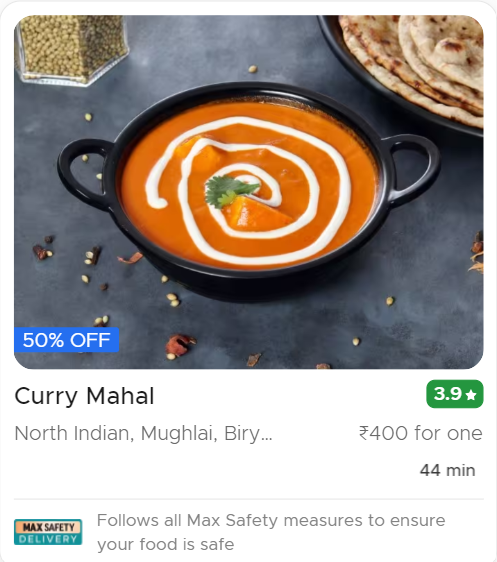 50% OFF
Curry Mahal
3.9★
North Indian, Mughlai, Biry...
₹400 for one
44 min
MAX SAFETY
DELIVERY
Follows all Max Safety measures to ensure
your food is safe